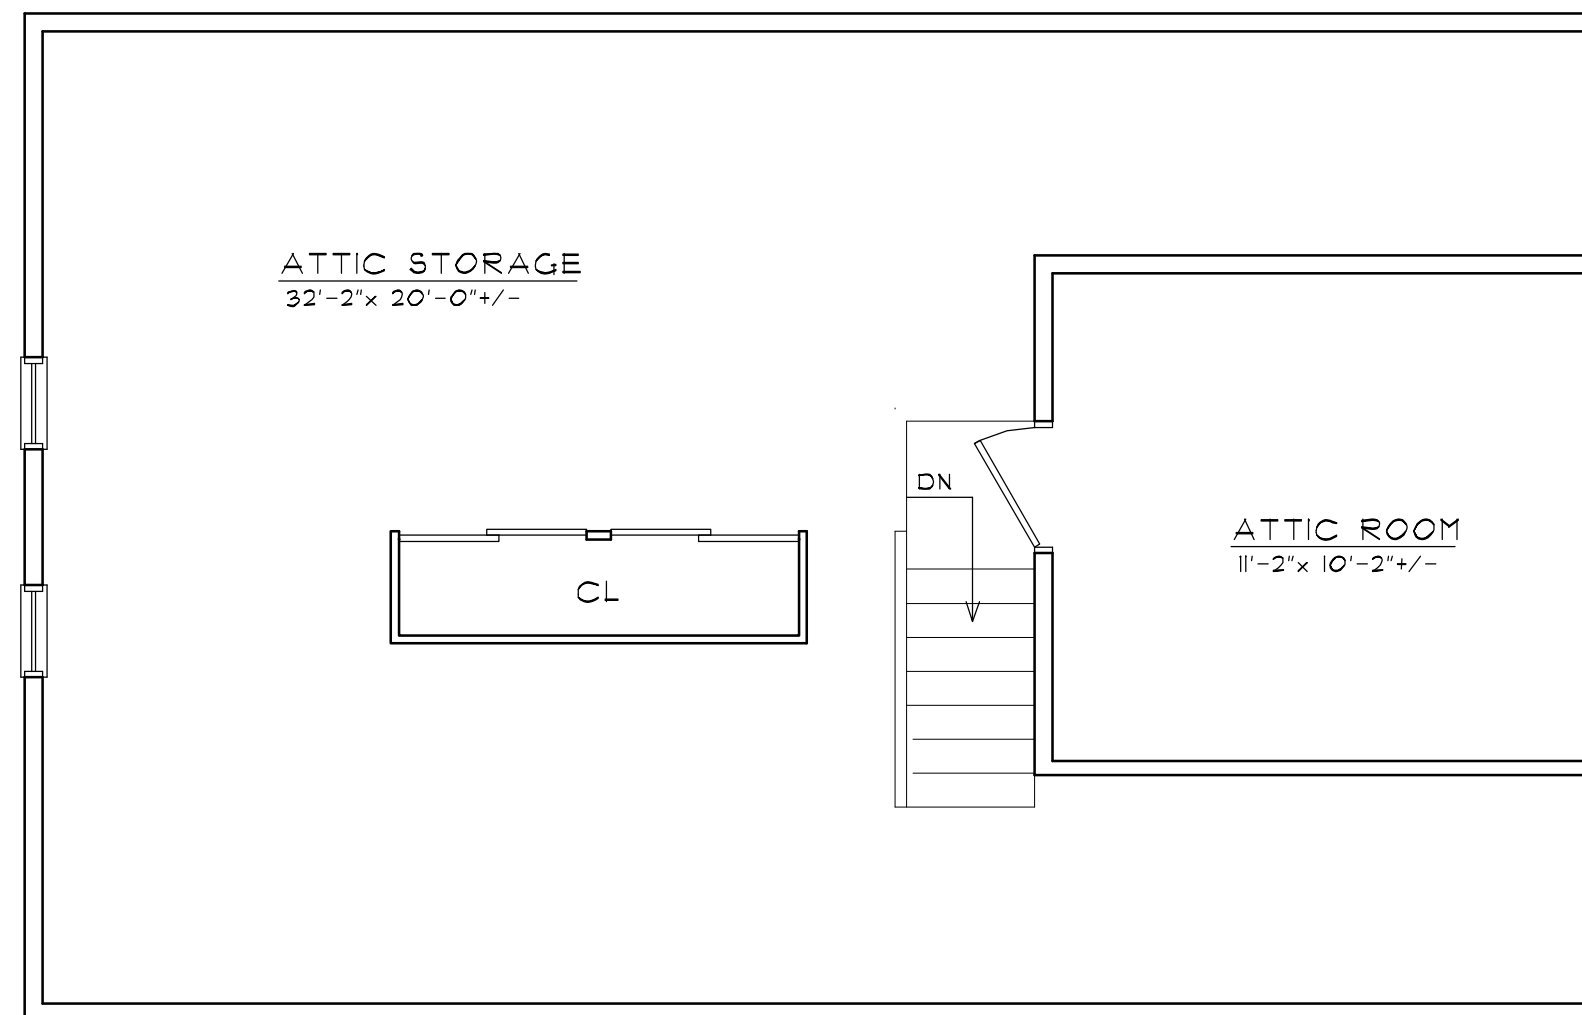 ATTIC STORAGE
32'-2"x 20'-0"+/-
DN
ATTIC ROOM
11'-2"x 10'-2"+/-
CL